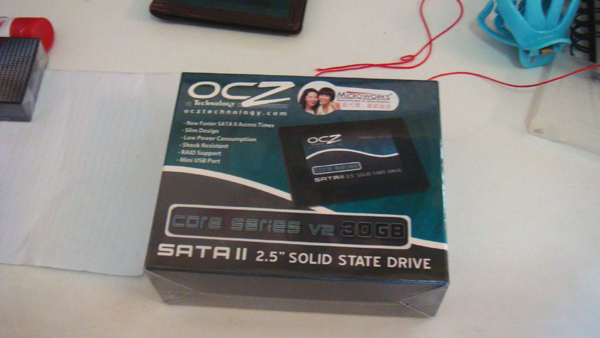 OCZ
Technology
ocztechnology.com
MICROWORKS
- New Faster SATA II Access Times
- Slim Design
- Low Power Consumption
- Shock Resistant
- RAID Support
- Mini USB Port
OCZ
CORE SERIES
SATA II 2.5" SOLID STATE DRIVE
CORE SERIES V2 30GB
SATA II 2.5" SOLID STATE DRIVE